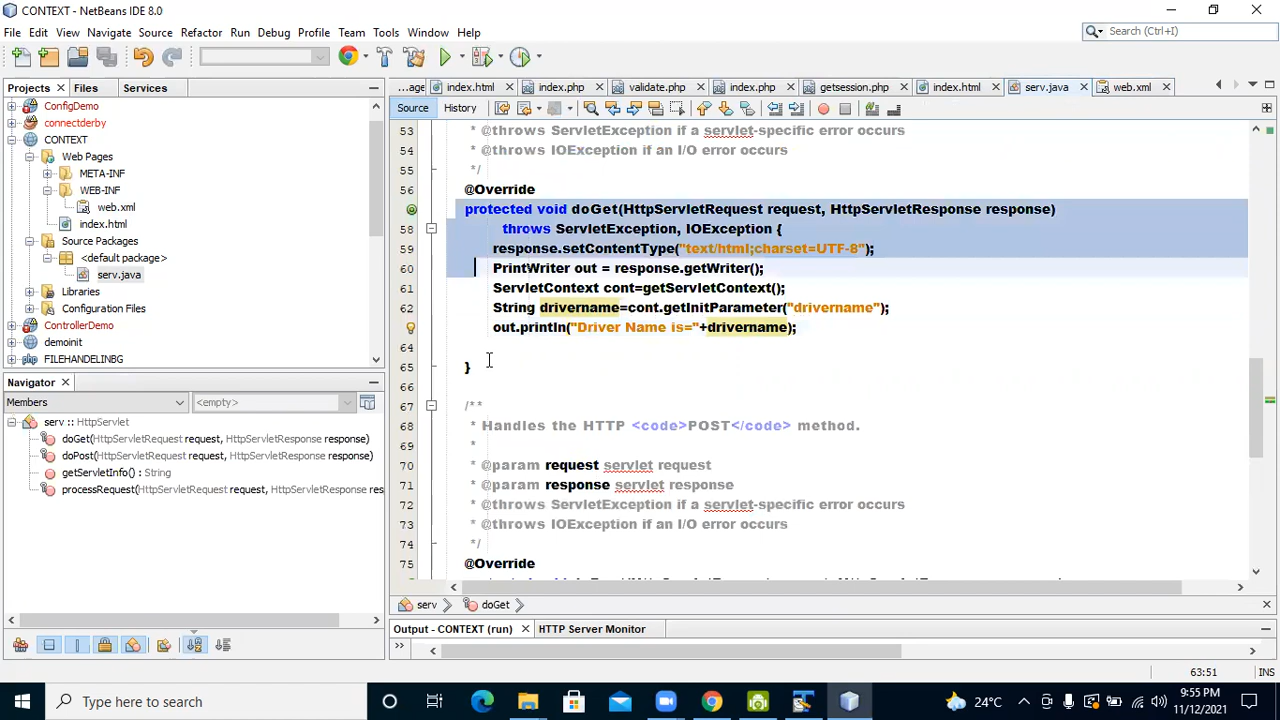 CONTEXT - NetBeans IDE 8.0
File Edit View Navigate Source Refactor Run Debug Profile Team Tools Window Help
Search (Ctrl+I)
Projects Files Services
...age index.html index.php validate.php index.php getsession.php index.html serv.java web.xml
Source History
ConfigDemo
connectderby
CONTEXT
Web Pages
META-INF
WEB-INF
web.xml
index.html
Source Packages
<default package>
serv.java
Libraries
Configuration Files
ControllerDemo
demoinit
FILEHANDELINBG
53 * @throws ServletException if a servlet-specific error occurs
54 * @throws IOException if an I/O error occurs
55 */
56 @Override
protected void doGet(HttpServletRequest request, HttpServletResponse response)
58 throws ServletException, IOException {
59 response.setContentType("text/html;charset=UTF-8");
60 PrintWriter out = response.getWriter();
61 ServletContext cont=getServletContext();
62 String drivername=cont.getInitParameter("drivername");
out.println("Driver Name is="+drivername);
64
65 }
66
67 /**
68 * Handles the HTTP <code>POST</code> method.
69 *
70 * @param request servlet request
71 * @param response servlet response
72 * @throws ServletException if a servlet-specific error occurs
73 * @throws IOException if an I/O error occurs
74 */
75 @Override
Navigator
Members <empty>
serv :: HttpServlet
doGet(HttpServletRequest request, HttpServletResponse response)
doPost(HttpServletRequest request, HttpServletResponse response)
getServletInfo() : String
processRequest(HttpServletRequest request, HttpServletResponse res
serv doGet
Output - CONTEXT (run) HTTP Server Monitor
63:51 INS
Type here to search
24°C
9:55 PM
11/12/2021